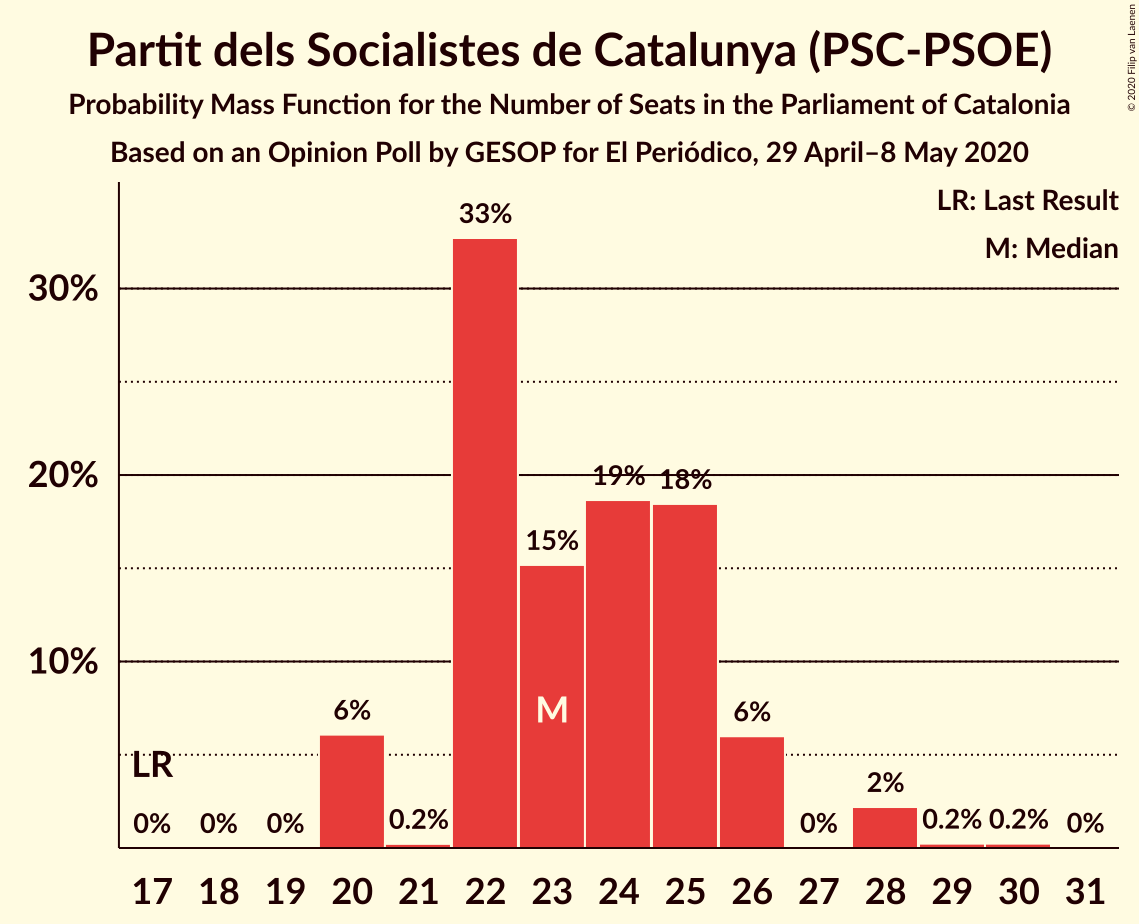 Partit dels Socialistes de Catalunya (PSC-PSOE)
Probability Mass Function for the Number of Seats in the Parliament of Catalonia
Based on an Opinion Poll by GESOP for El Periódico, 29 April–8 May 2020
© 2020 Filip van Laenen
LR: Last Result
M: Median
33%
30%
20%
19% 18%
15%
10%
M
6% 6%
LR
2%
0% 0% 0% 0.2% 0% 0.2% 0.2% 0%
17 18 19 20 21 22 23 24 25 26 27 28 29 30 31